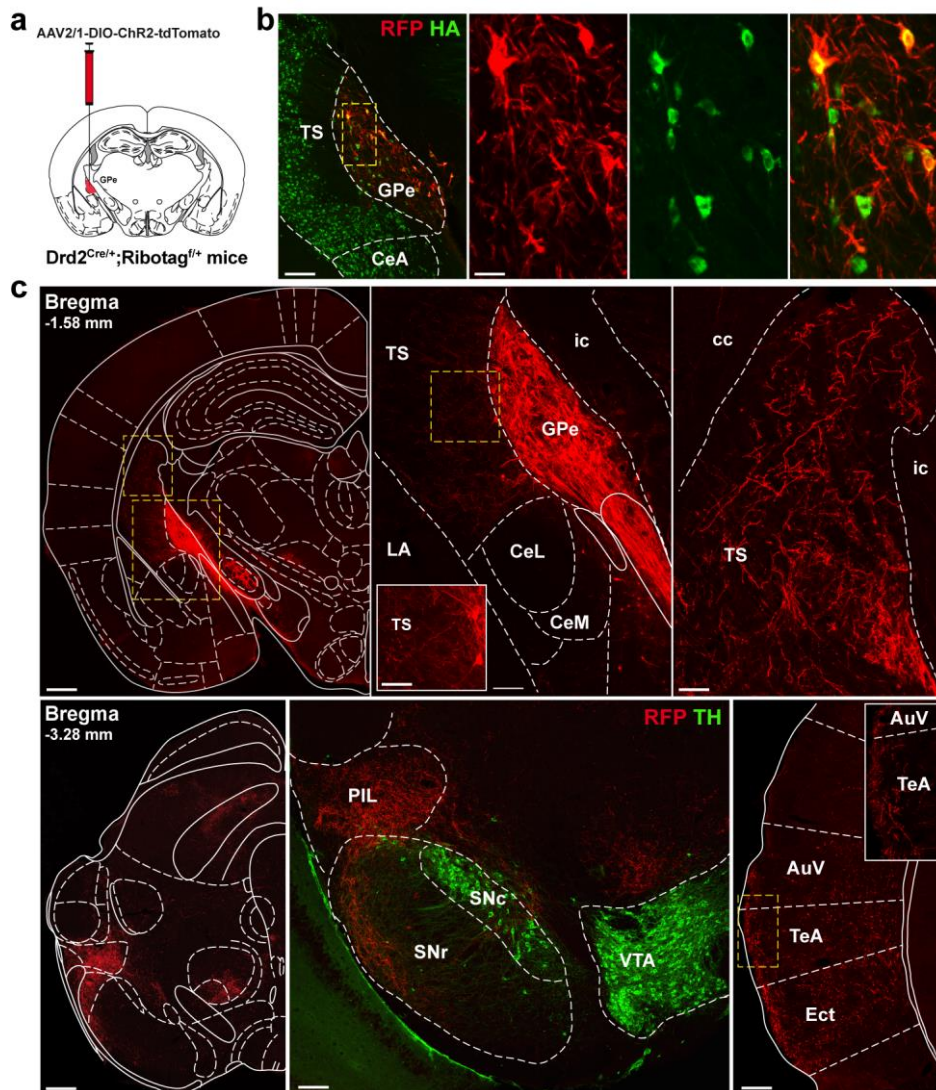 a
AAV2/1-DIO-ChR2-tdTomato
GPe
Drd2Cre/+;Ribotagf/+ mice
b
RFP HA
TS
GPe
CeA
c
Bregma
-1.58 mm
TS
ic
GPe
LA
CeL
CeM
TS
cc
ic
TS
Bregma
-3.28 mm
RFP TH
PIL
SNc
SNr
VTA
AuV
TeA
AuV
TeA
Ect